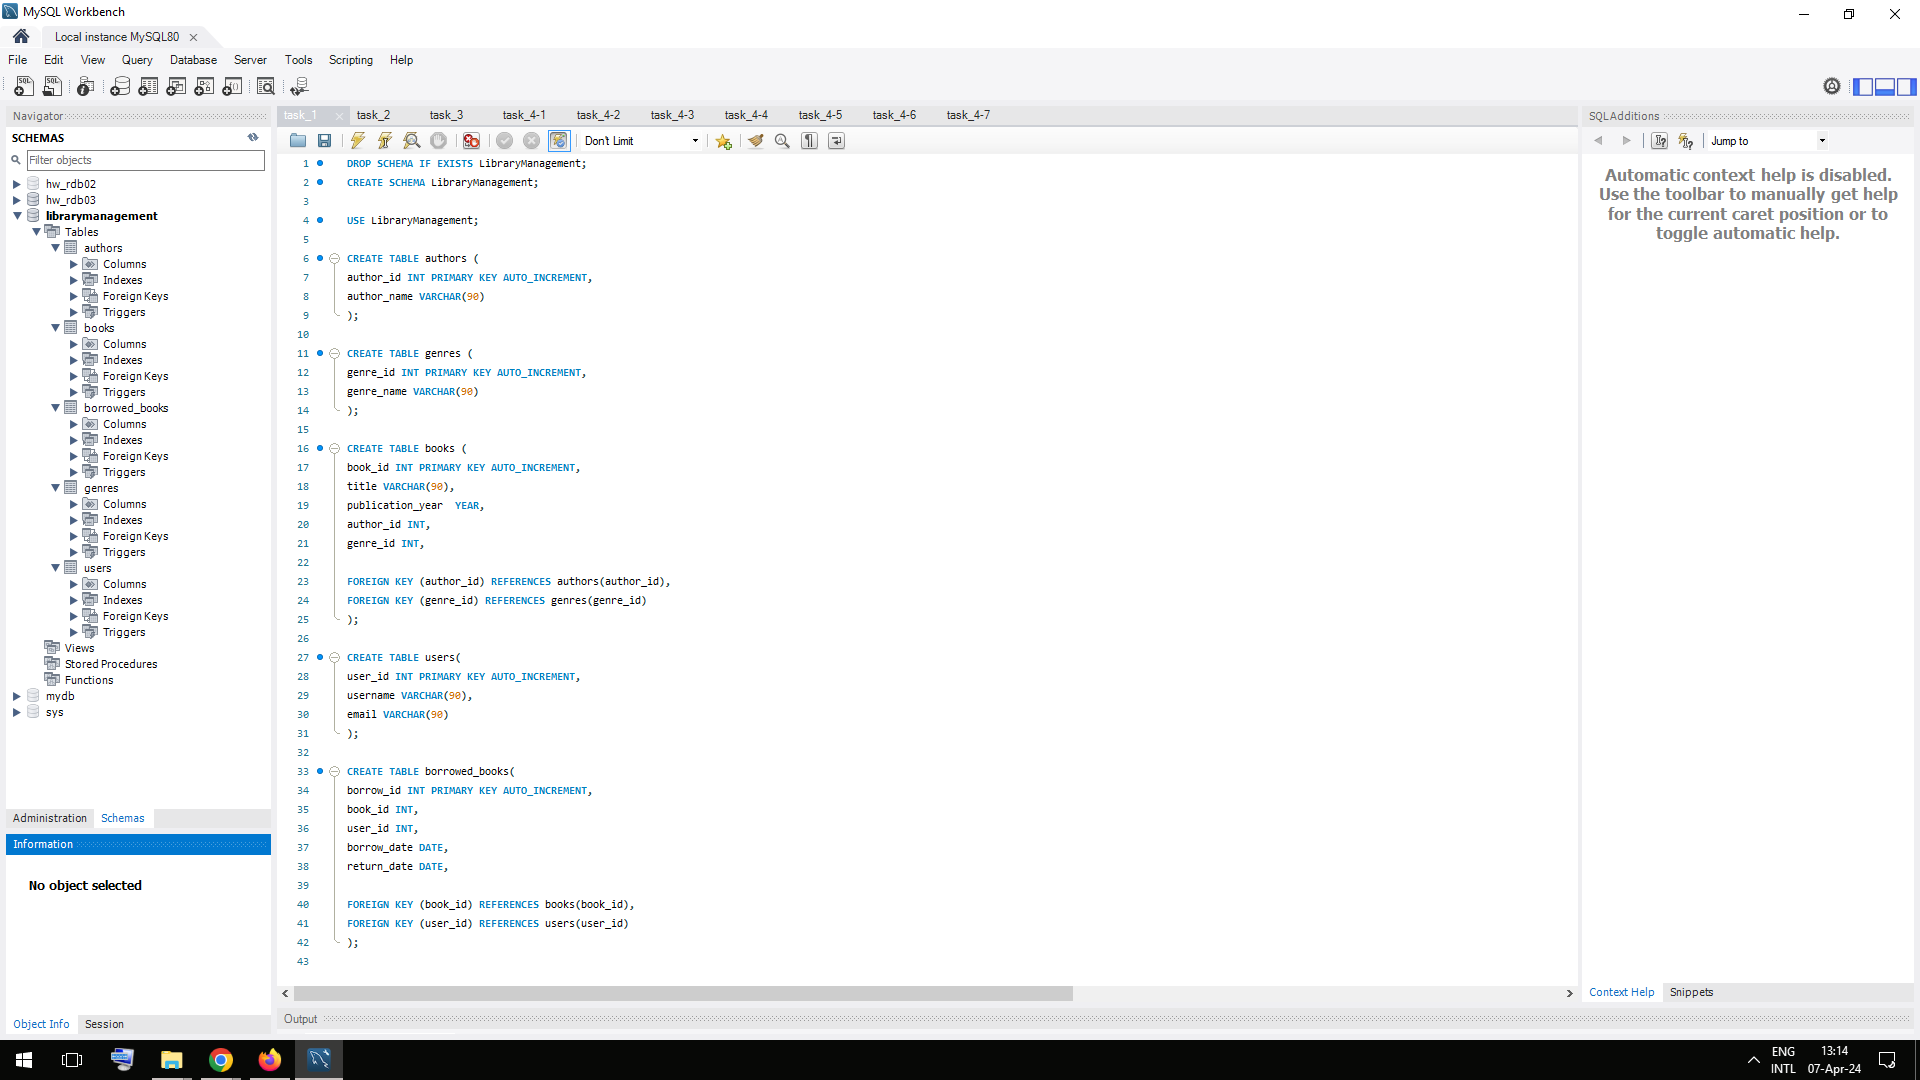 MySQL Workbench
Local instance MySQL80
File Edit View Query Database Server Tools Scripting Help
Navigator
SCHEMAS
Filter objects
hw_rdb02
hw_rdb03
librarymanagement
Tables
authors
Columns
Indexes
Foreign Keys
Triggers
books
Columns
Indexes
Foreign Keys
Triggers
borrowed_books
Columns
Indexes
Foreign Keys
Triggers
genres
Columns
Indexes
Foreign Keys
Triggers
users
Columns
Indexes
Foreign Keys
Triggers
Views
Stored Procedures
Functions
mydb
sys
Administration Schemas
Information
No object selected
Object Info Session
task_1 task_2 task_3 task_4-1 task_4-2 task_4-3 task_4-4 task_4-5 task_4-6 task_4-7
Don't Limit
1 DROP SCHEMA IF EXISTS LibraryManagement;
2 CREATE SCHEMA LibraryManagement;
3
4 USE LibraryManagement;
5
6 CREATE TABLE authors (
7 author_id INT PRIMARY KEY AUTO_INCREMENT,
8 author_name VARCHAR(90)
9 );
10
11 CREATE TABLE genres (
12 genre_id INT PRIMARY KEY AUTO_INCREMENT,
13 genre_name VARCHAR(90)
14 );
15
16 CREATE TABLE books (
17 book_id INT PRIMARY KEY AUTO_INCREMENT,
18 title VARCHAR(90),
19 publication_year  YEAR,
20 author_id INT,
21 genre_id INT,
22
23 FOREIGN KEY (author_id) REFERENCES authors(author_id),
24 FOREIGN KEY (genre_id) REFERENCES genres(genre_id)
25 );
26
27 CREATE TABLE users(
28 user_id INT PRIMARY KEY AUTO_INCREMENT,
29 username VARCHAR(90),
30 email VARCHAR(90)
31 );
32
33 CREATE TABLE borrowed_books(
34 borrow_id INT PRIMARY KEY AUTO_INCREMENT,
35 book_id INT,
36 user_id INT,
37 borrow_date DATE,
38 return_date DATE,
39
40 FOREIGN KEY (book_id) REFERENCES books(book_id),
41 FOREIGN KEY (user_id) REFERENCES users(user_id)
42 );
43
Output
SQLAdditions
Jump to
Automatic context help is disabled.
Use the toolbar to manually get help
for the current caret position or to
toggle automatic help.
Context Help Snippets
ENG
INTL
13:14
07-Apr-24